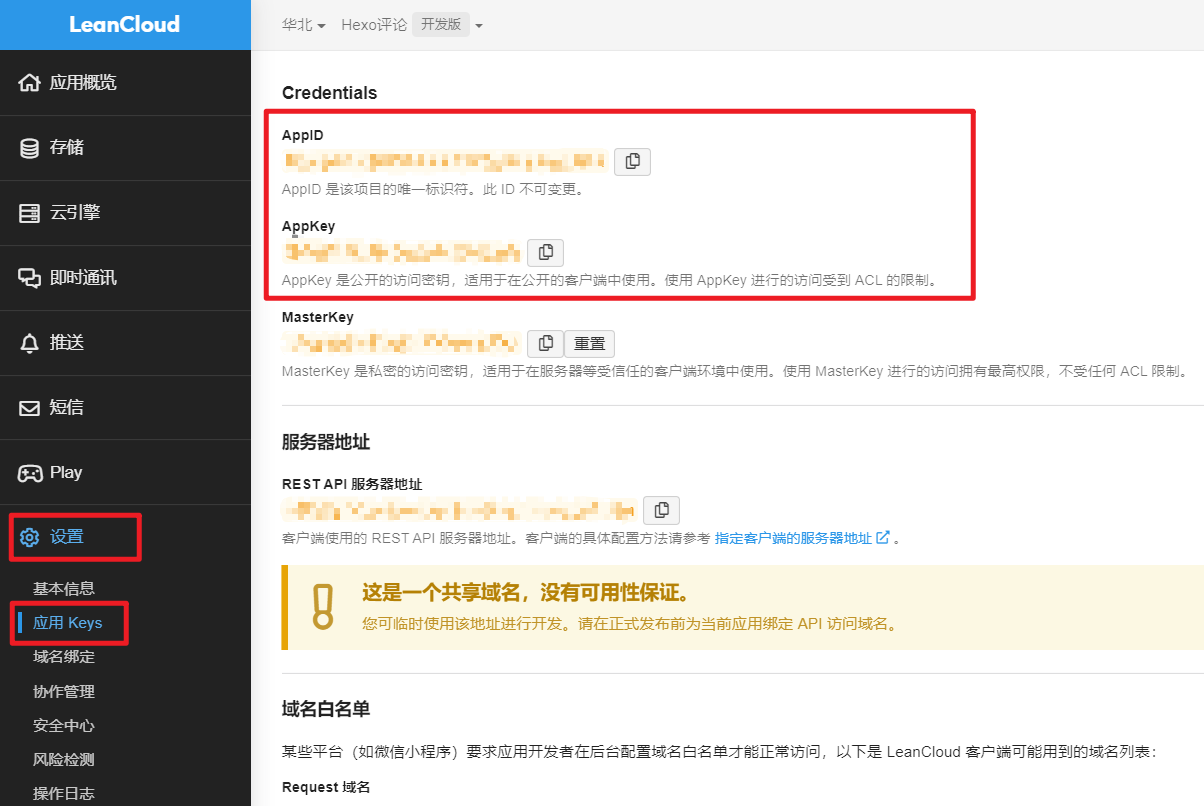 LeanCloud
华北
Hexo评论
开发版
应用概览
存储
云引擎
即时通讯
推送
短信
Play
设置
基本信息
应用 Keys
域名绑定
协作管理
安全中心
风险检测
操作日志
Credentials
AppID
AppID 是该项目的唯一标识符。此 ID 不可变更。
AppKey
AppKey 是公开的访问密钥，适用于在公开的客户端中使用。使用 AppKey 进行的访问受到 ACL 的限制。
MasterKey
重置
MasterKey 是私密的访问密钥，适用于在服务器等受信任的客户端环境中使用。使用 MasterKey 进行的访问拥有最高权限，不受任何 ACL 限制。
服务器地址
REST API 服务器地址
客户端使用的 REST API 服务器地址。客户端的具体配置方法请参考 指定客户端的服务器地址 。
这是一个共享域名，没有可用性保证。
您可临时使用该地址进行开发。请在正式发布前为当前应用绑定 API 访问域名。
域名白名单
某些平台（如微信小程序）要求应用开发者在后台配置域名白名单才能正常访问，以下是 LeanCloud 客户端可能用到的域名列表：
Request 域名